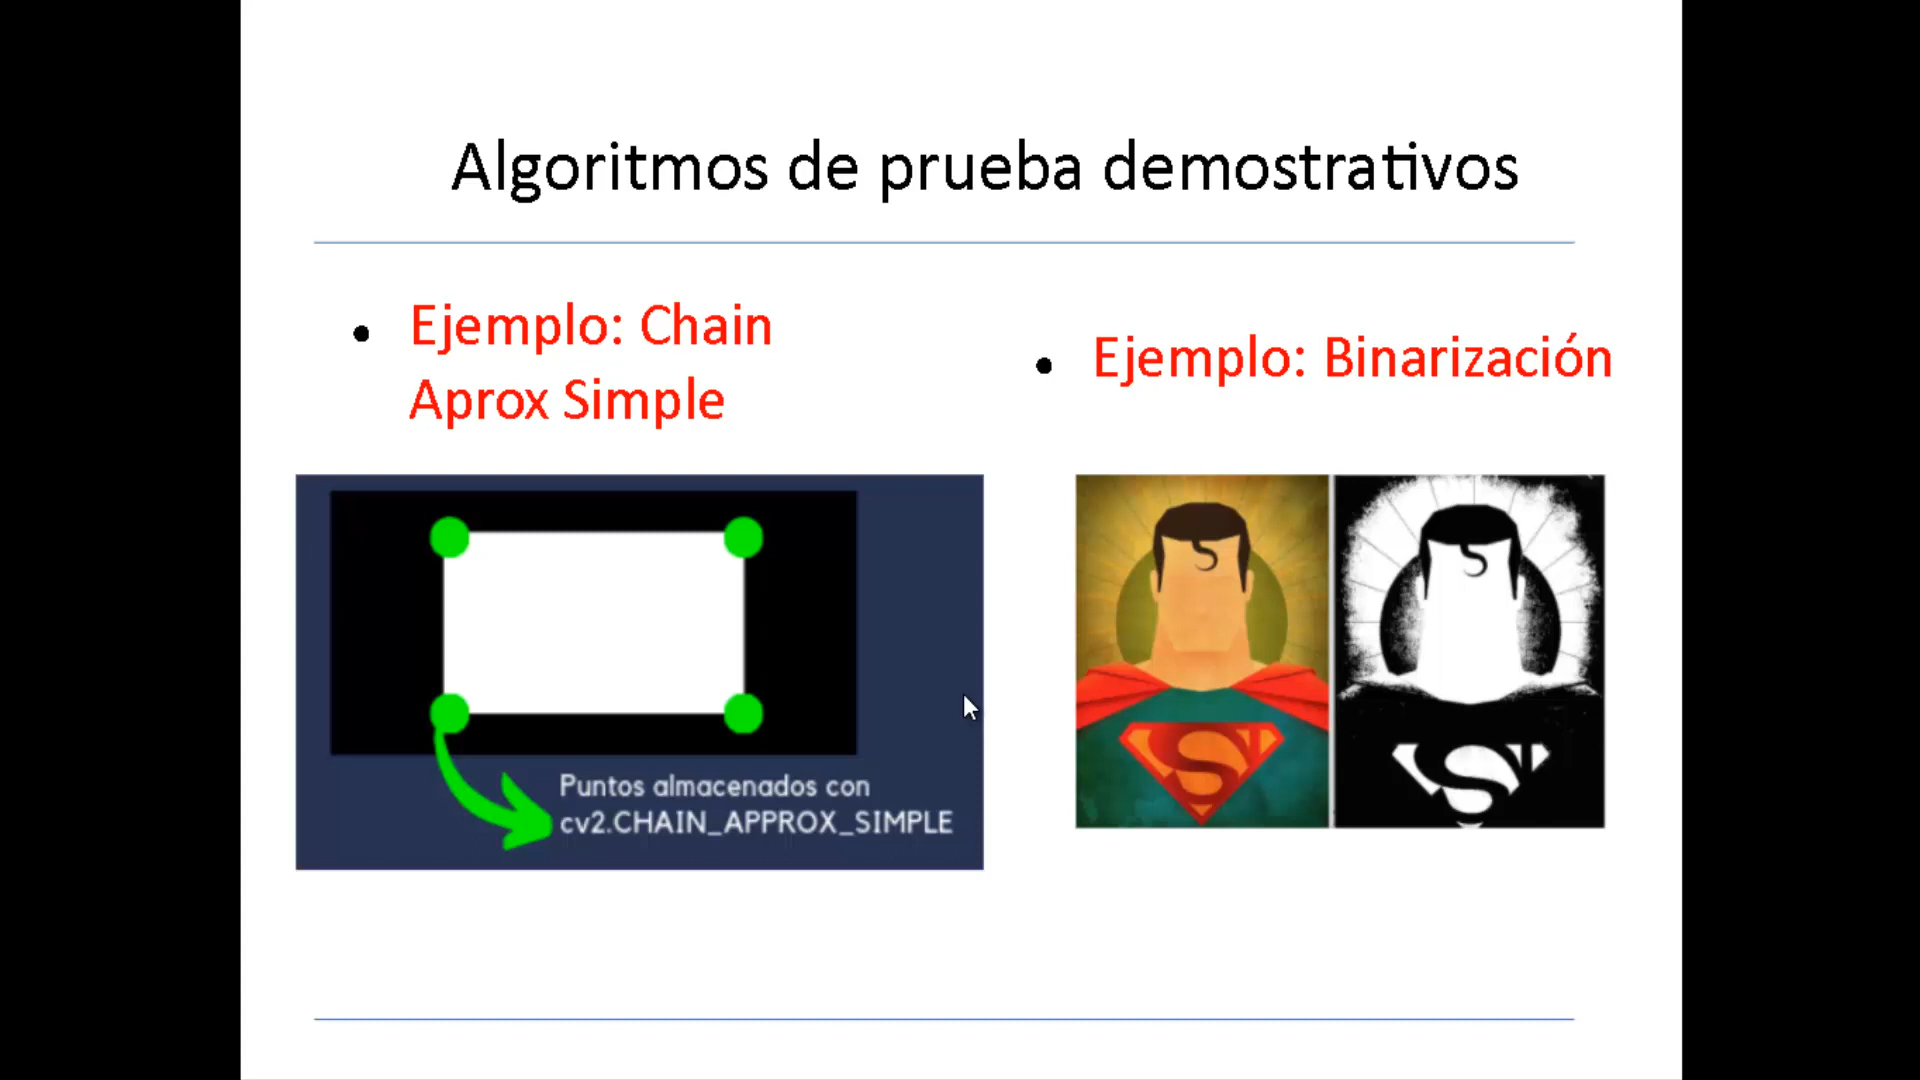 Algoritmos de prueba demostrativos
• Ejemplo: Chain
Aprox Simple
• Ejemplo: Binarización
Puntos almacenados con
cv2.CHAIN_APPROX_SIMPLE